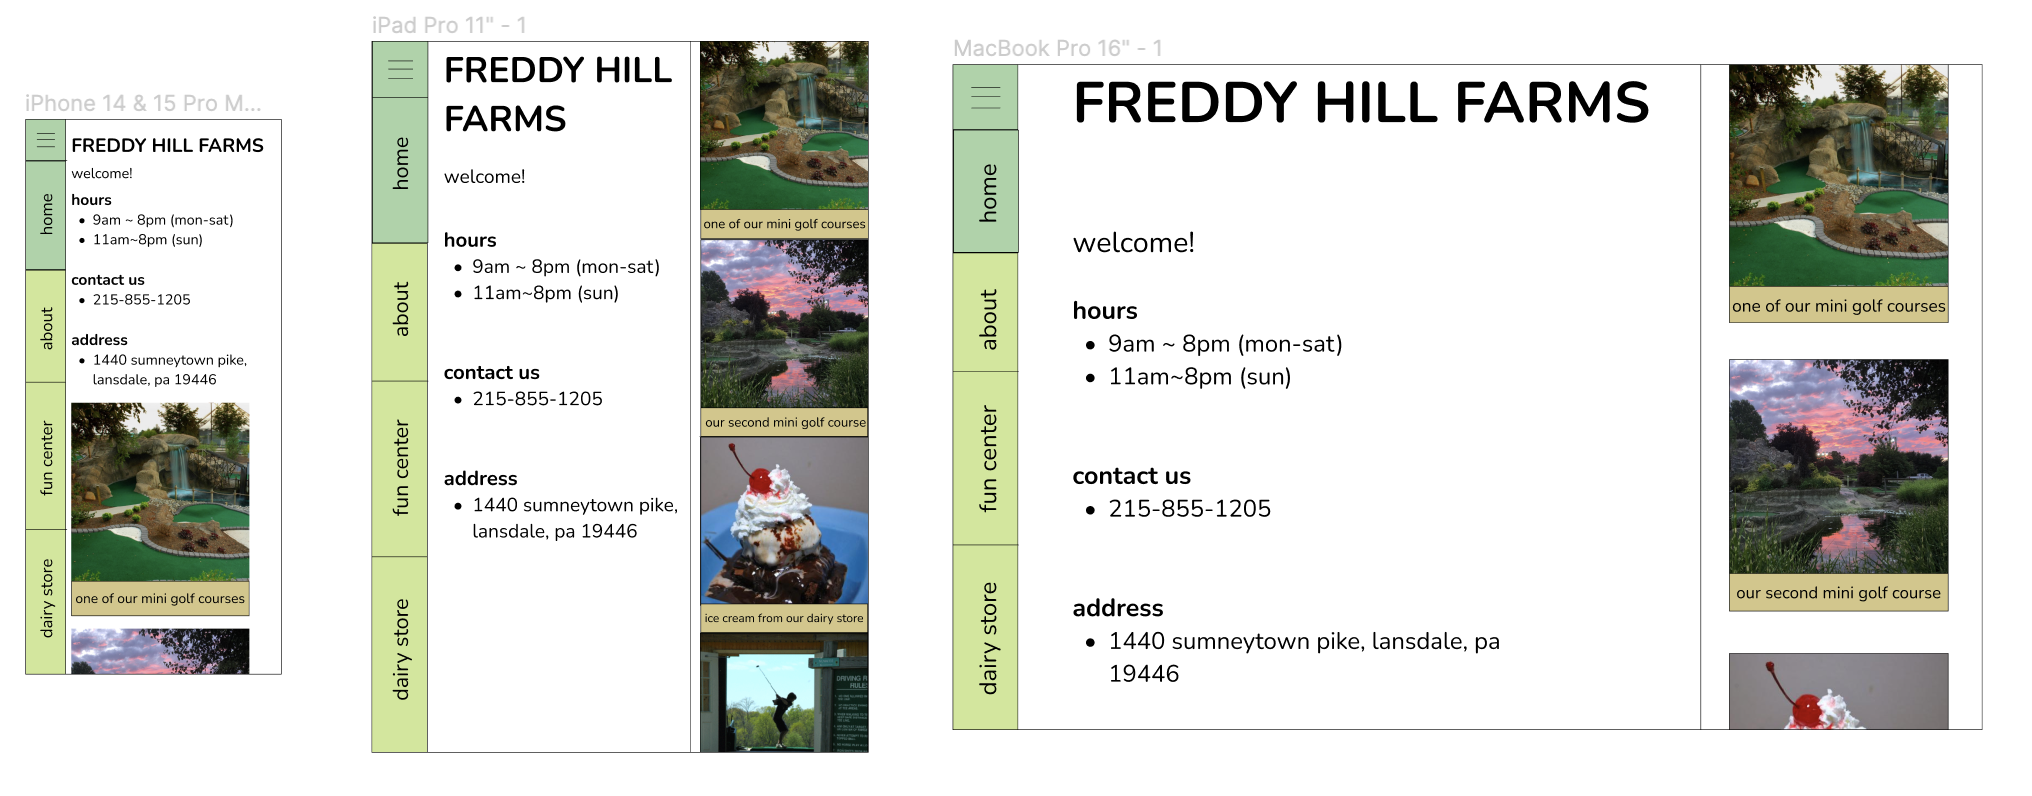 iPhone 14 & 15 Pro M...
FREDDY HILL FARMS
welcome!
hours
• 9am ~ 8pm (mon-sat)
• 11am~8pm (sun)
contact us
• 215-855-1205
address
• 1440 sumneytown pike,
lansdale, pa 19446
one of our mini golf courses
home
about
fun center
dairy store
iPad Pro 11" - 1
FREDDY HILL
FARMS
welcome!
hours
• 9am ~ 8pm (mon-sat)
• 11am~8pm (sun)
contact us
• 215-855-1205
address
• 1440 sumneytown pike,
lansdale, pa 19446
home
about
fun center
dairy store
one of our mini golf courses
our second mini golf course
ice cream from our dairy store
MacBook Pro 16" - 1
FREDDY HILL FARMS
welcome!
hours
• 9am ~ 8pm (mon-sat)
• 11am~8pm (sun)
contact us
• 215-855-1205
address
• 1440 sumneytown pike, lansdale, pa
19446
home
about
fun center
dairy store
one of our mini golf courses
our second mini golf course